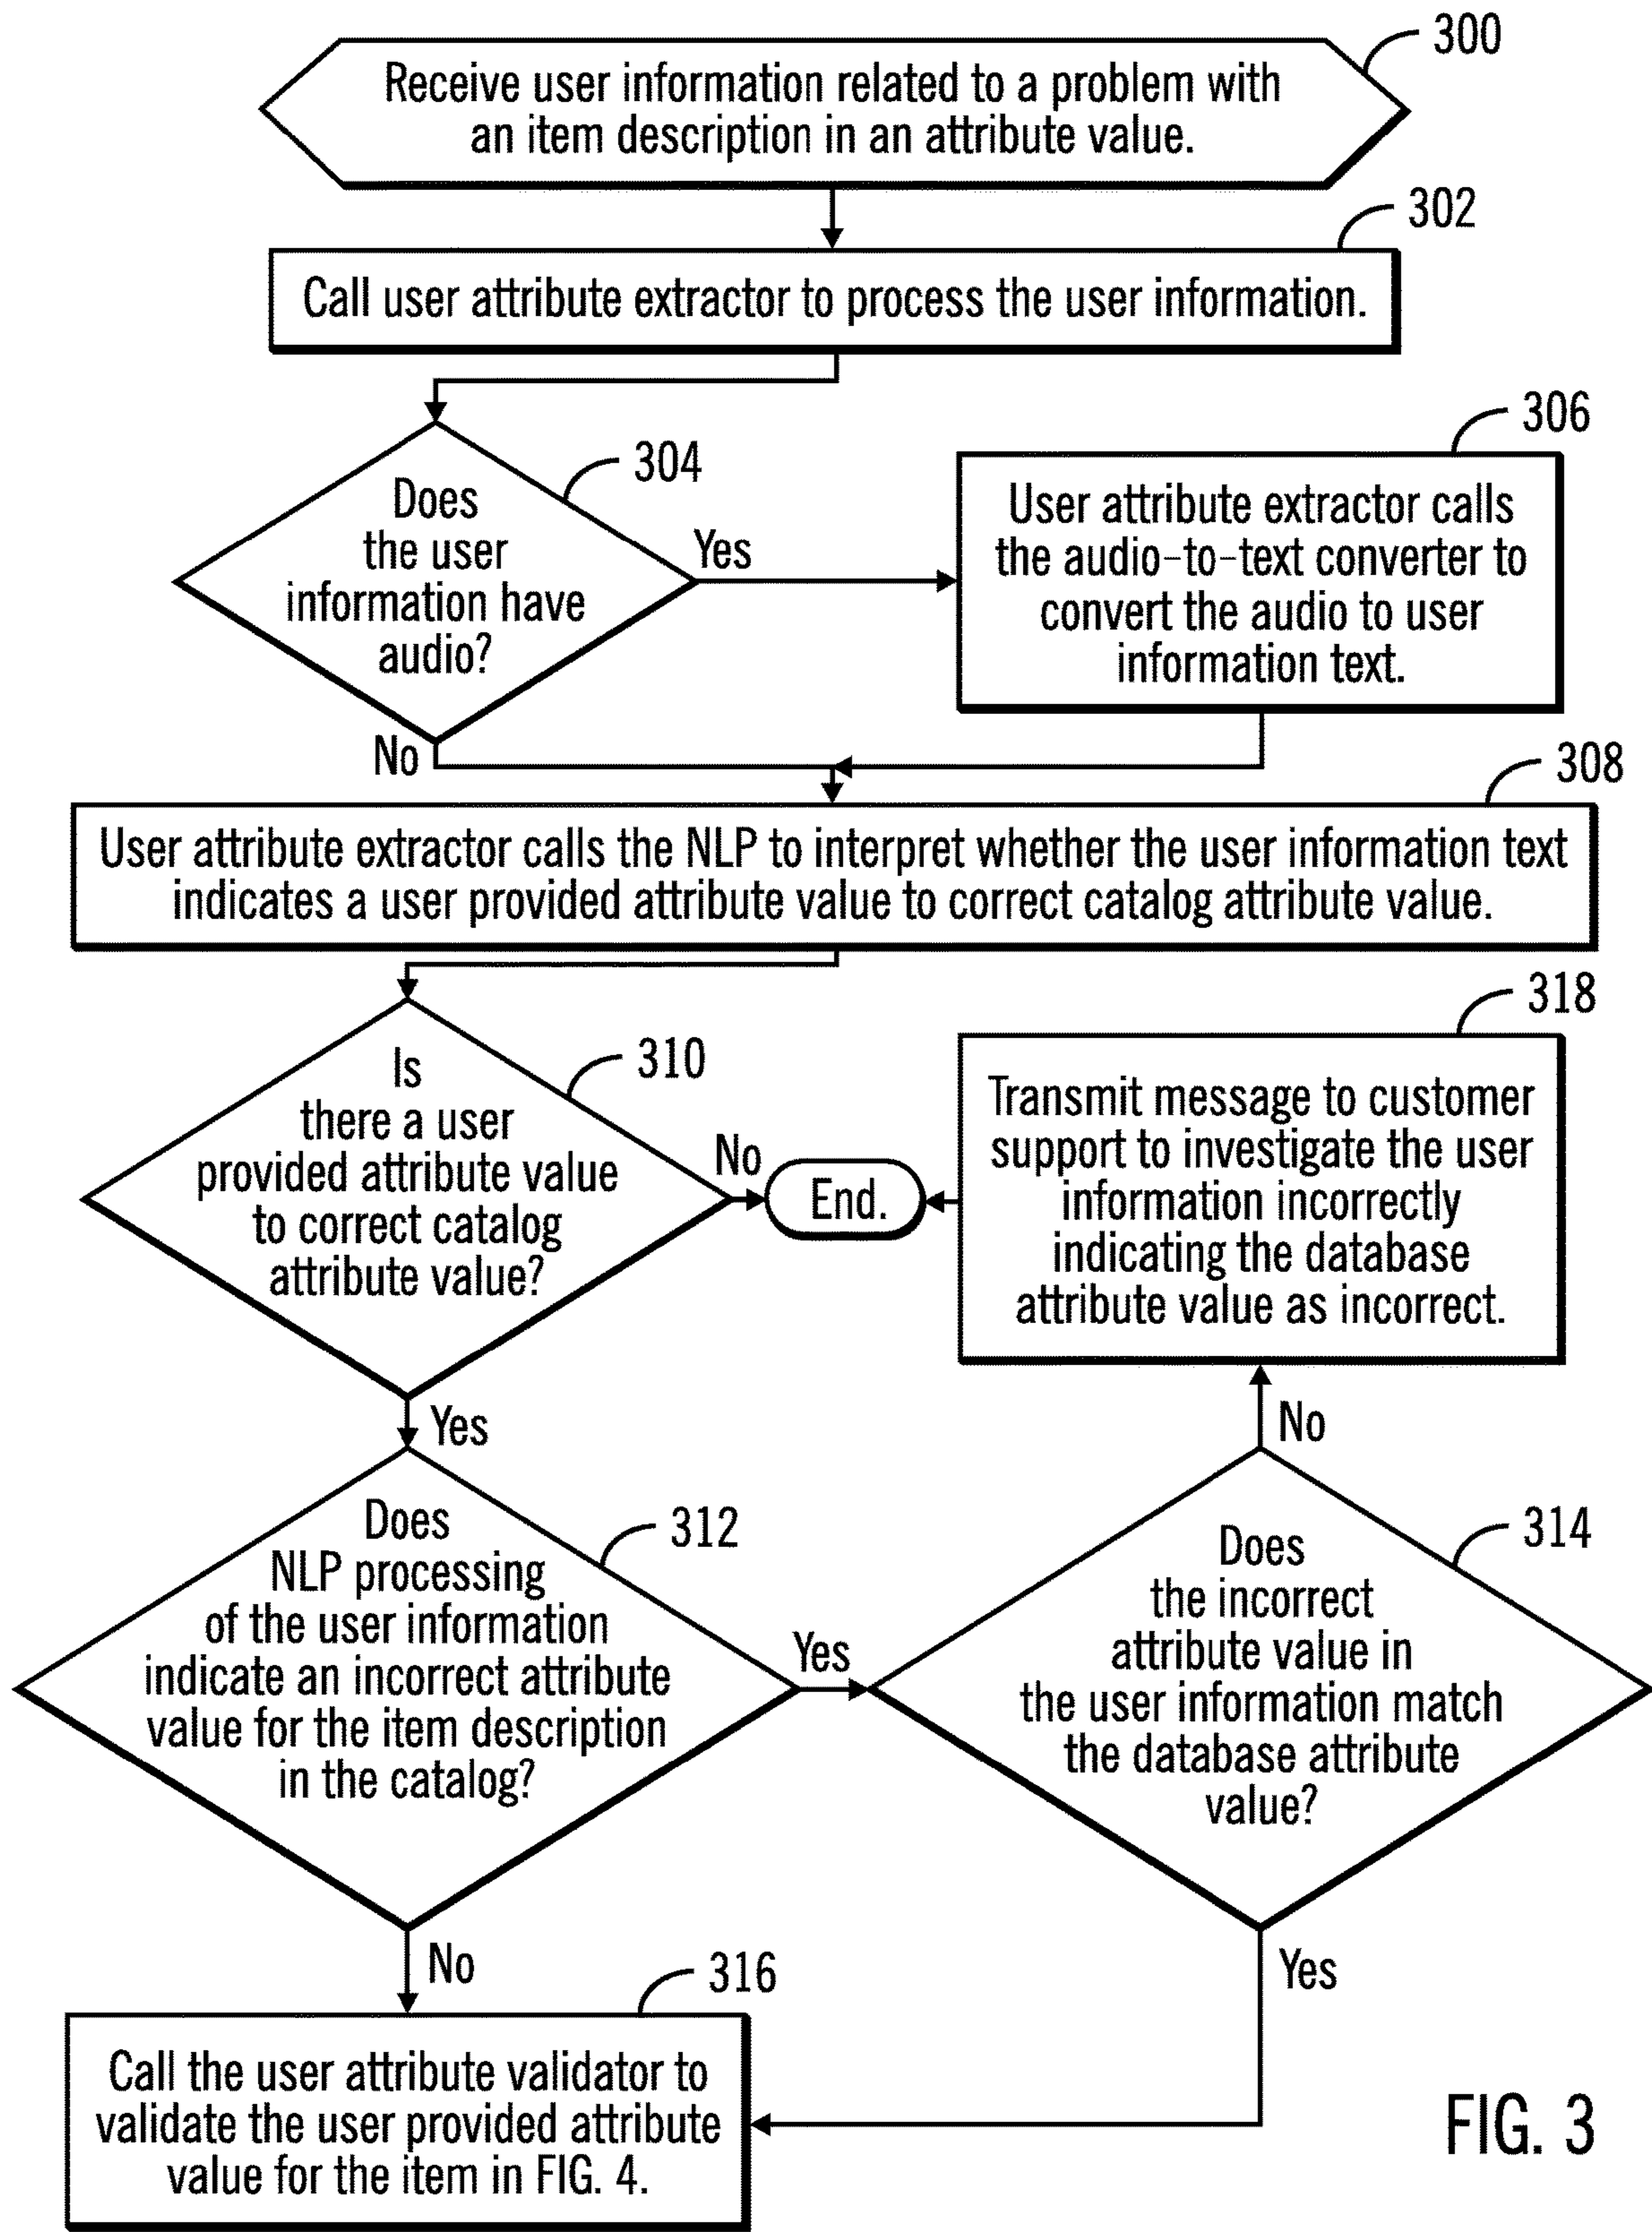 300
Receive user information related to a problem with
an item description in an attribute value.
302
Call user attribute extractor to process the user information.
304
Does
the user
information have
audio?
Yes
No
306
User attribute extractor calls
the audio-to-text converter to
convert the audio to user
information text.
308
User attribute extractor calls the NLP to interpret whether the user information text
indicates a user provided attribute value to correct catalog attribute value.
310
Is
there a user
provided attribute value
to correct catalog
attribute value?
No
End.
Yes
318
Transmit message to customer
support to investigate the user
information incorrectly
indicating the database
attribute value as incorrect.
No
312
Does
NLP processing
of the user information
indicate an incorrect attribute
value for the item description
in the catalog?
Yes
No
314
Does
the incorrect
attribute value in
the user information match
the database attribute
value?
Yes
316
Call the user attribute validator to
validate the user provided attribute
value for the item in FIG. 4.
FIG. 3